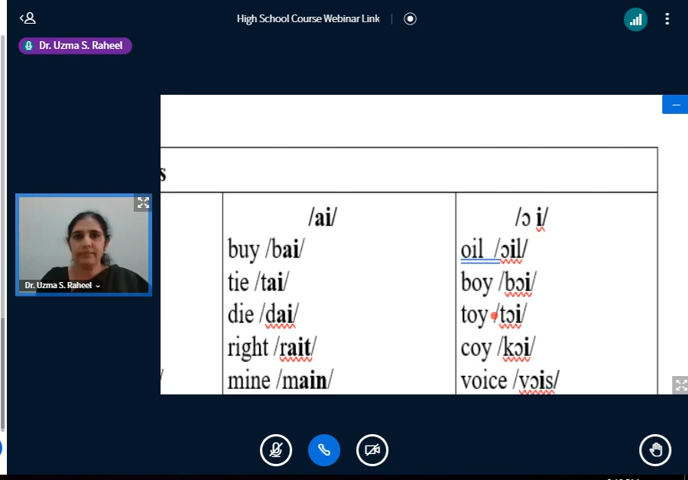 High School Course Webinar Link
Dr. Uzma S. Raheel
s
/ai/
/ɔ i/
buy /bai/
oil /ɔil/
tie /tai/
boy /bɔi/
die /dai/
toy /tɔi/
right /rait/
coy /kɔi/
mine /main/
voice /vɔis/
/
Dr. Uzma S. Raheel